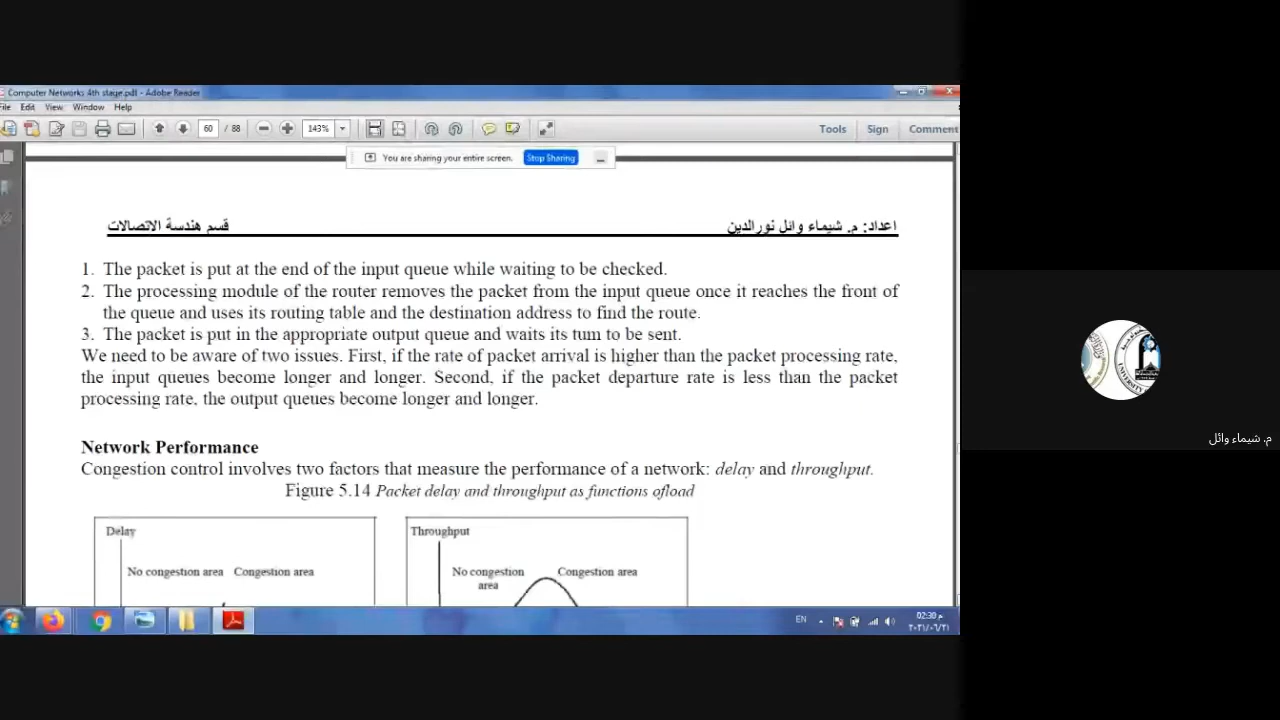 Computer Networks 4th stage.pdf - Adobe Reader
File Edit View Window Help
60 / 88 143% Tools Sign Comment
You are sharing your entire screen. Stop Sharing
اعداد: م. شيماء وائل نورالدين قسم هندسة الاتصالات
1. The packet is put at the end of the input queue while waiting to be checked.
2. The processing module of the router removes the packet from the input queue once it reaches the front of
the queue and uses its routing table and the destination address to find the route.
3. The packet is put in the appropriate output queue and waits its tum to be sent.
We need to be aware of two issues. First, if the rate of packet arrival is higher than the packet processing rate,
the input queues become longer and longer. Second, if the packet departure rate is less than the packet
processing rate, the output queues become longer and longer.
Network Performance
Congestion control involves two factors that measure the performance of a network: delay and throughput.
Figure 5.14 Packet delay and throughput as functions ofload
Delay Throughput
No congestion area Congestion area No congestion Congestion area
area
م. شيماء وائل
EN 02:30 م
٢٠٢١/٠٦/٢١